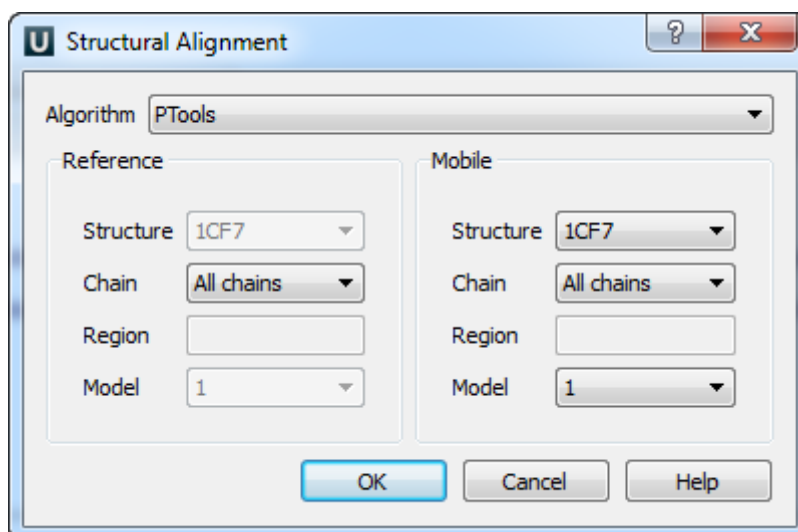 U Structural Alignment ? X
Algorithm PTools
Reference
Structure 1CF7
Chain All chains
Region
Model 1
Mobile
Structure 1CF7
Chain All chains
Region
Model 1
OK Cancel Help